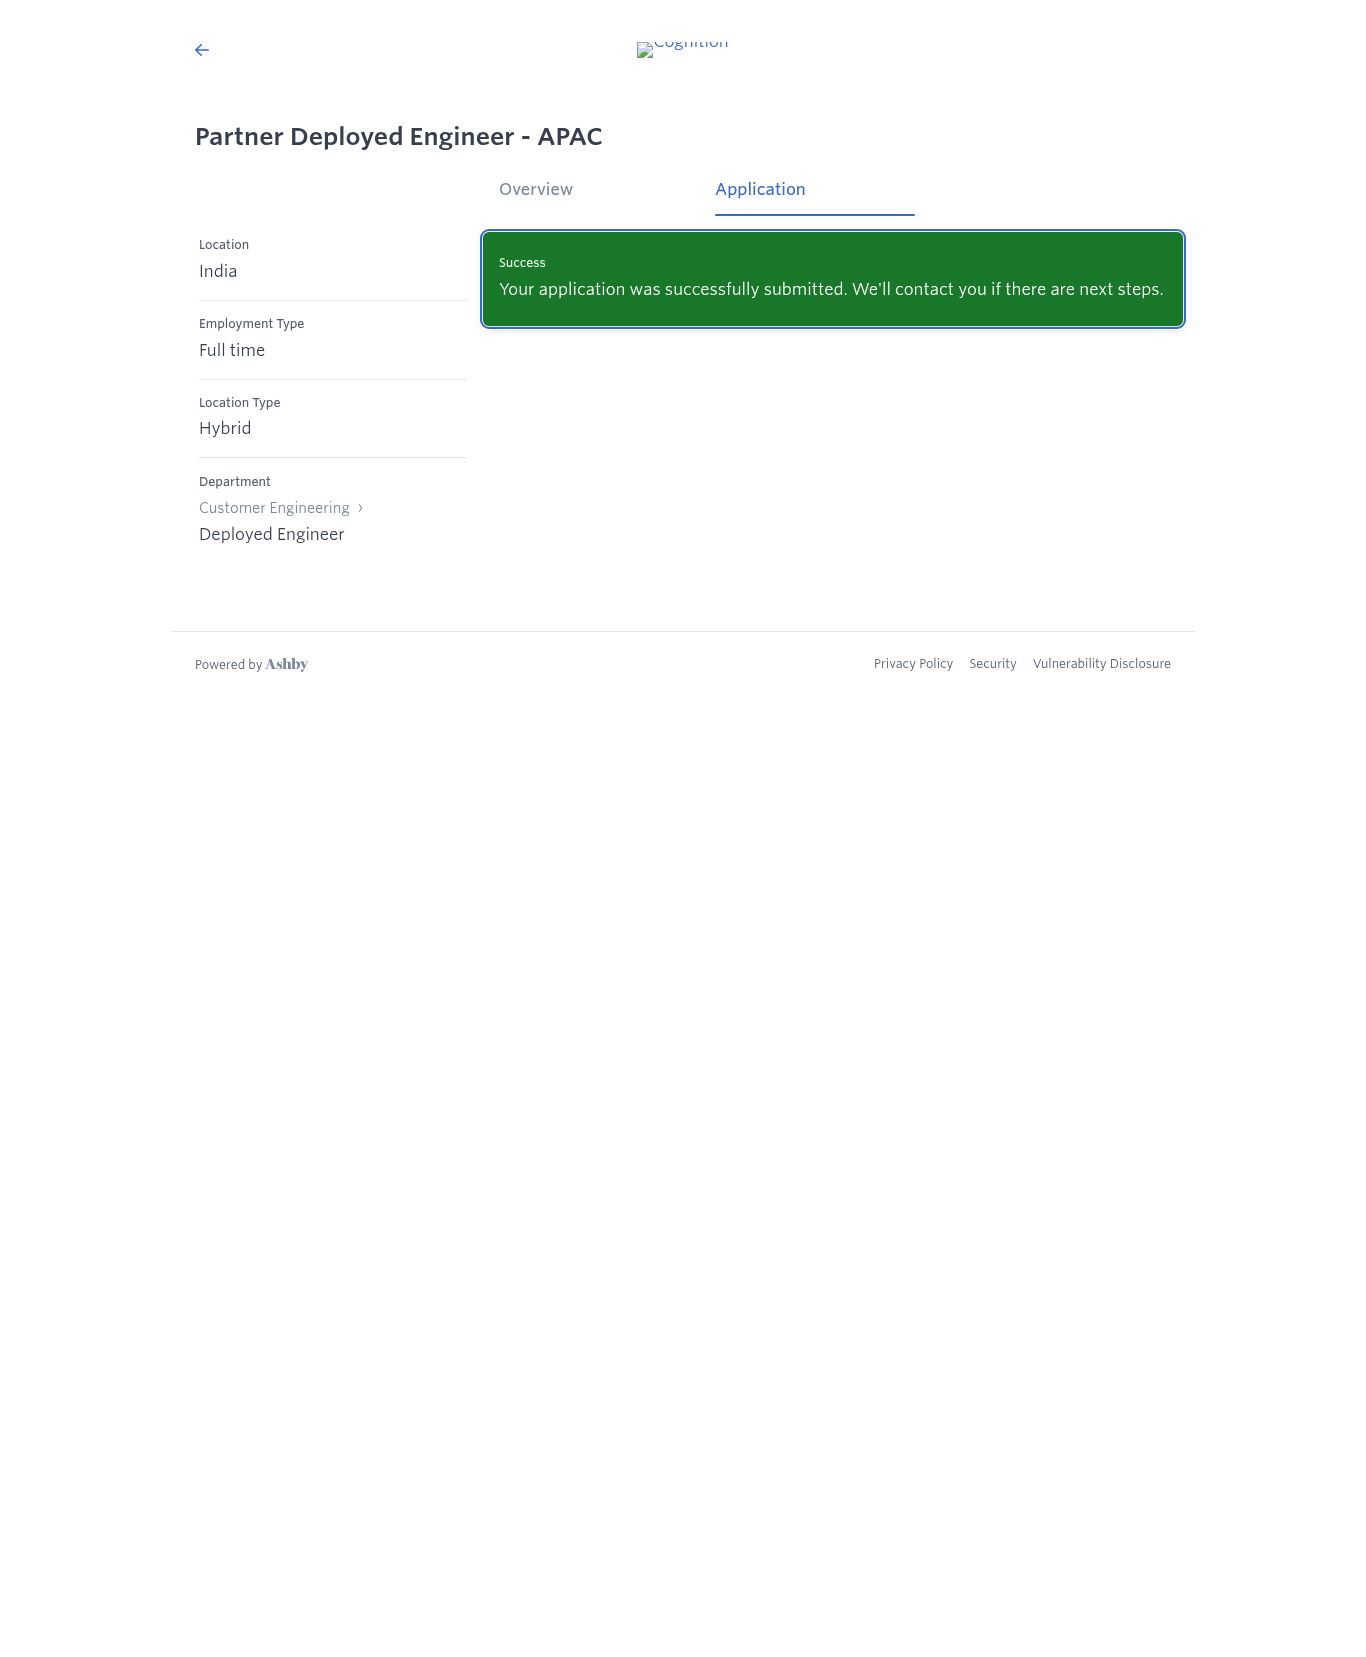 Cognition
Partner Deployed Engineer - APAC
Overview
Application
Location
India
Employment Type
Full time
Location Type
Hybrid
Department
Customer Engineering ›
Deployed Engineer
Success
Your application was successfully submitted. We'll contact you if there are next steps.
Powered by Ashby
Privacy Policy
Security
Vulnerability Disclosure